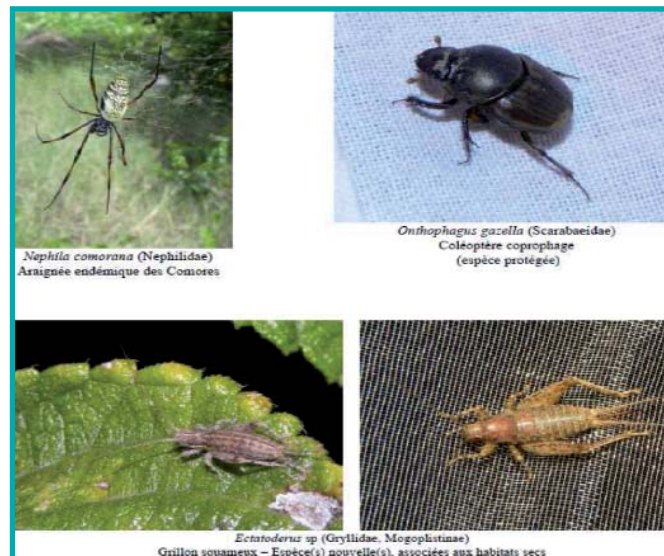 Nephila comorana (Nephilidae)
Araignée endémique des Comores
Onthophagus gazella (Scarabaeidae)
Coléoptère coprophage
(espèce protégée)
Ectatoderus sp (Gryllidae, Mogoplistinae)
Grillon squameux – Espèce(s) nouvelle(s), associées aux habitats secs